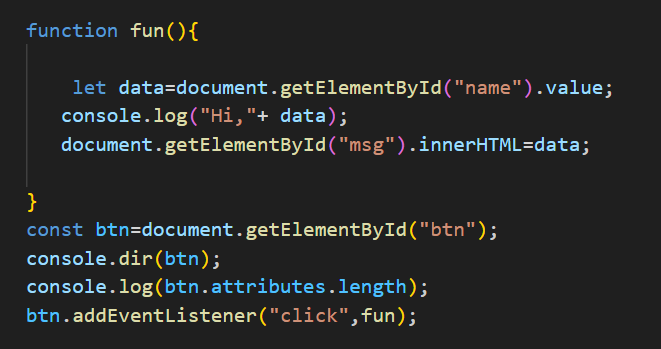 function fun(){
let data=document.getElementById("name").value;
console.log("Hi,"+ data);
document.getElementById("msg").innerHTML=data;
}
const btn=document.getElementById("btn");
console.dir(btn);
console.log(btn.attributes.length);
btn.addEventListener("click",fun);